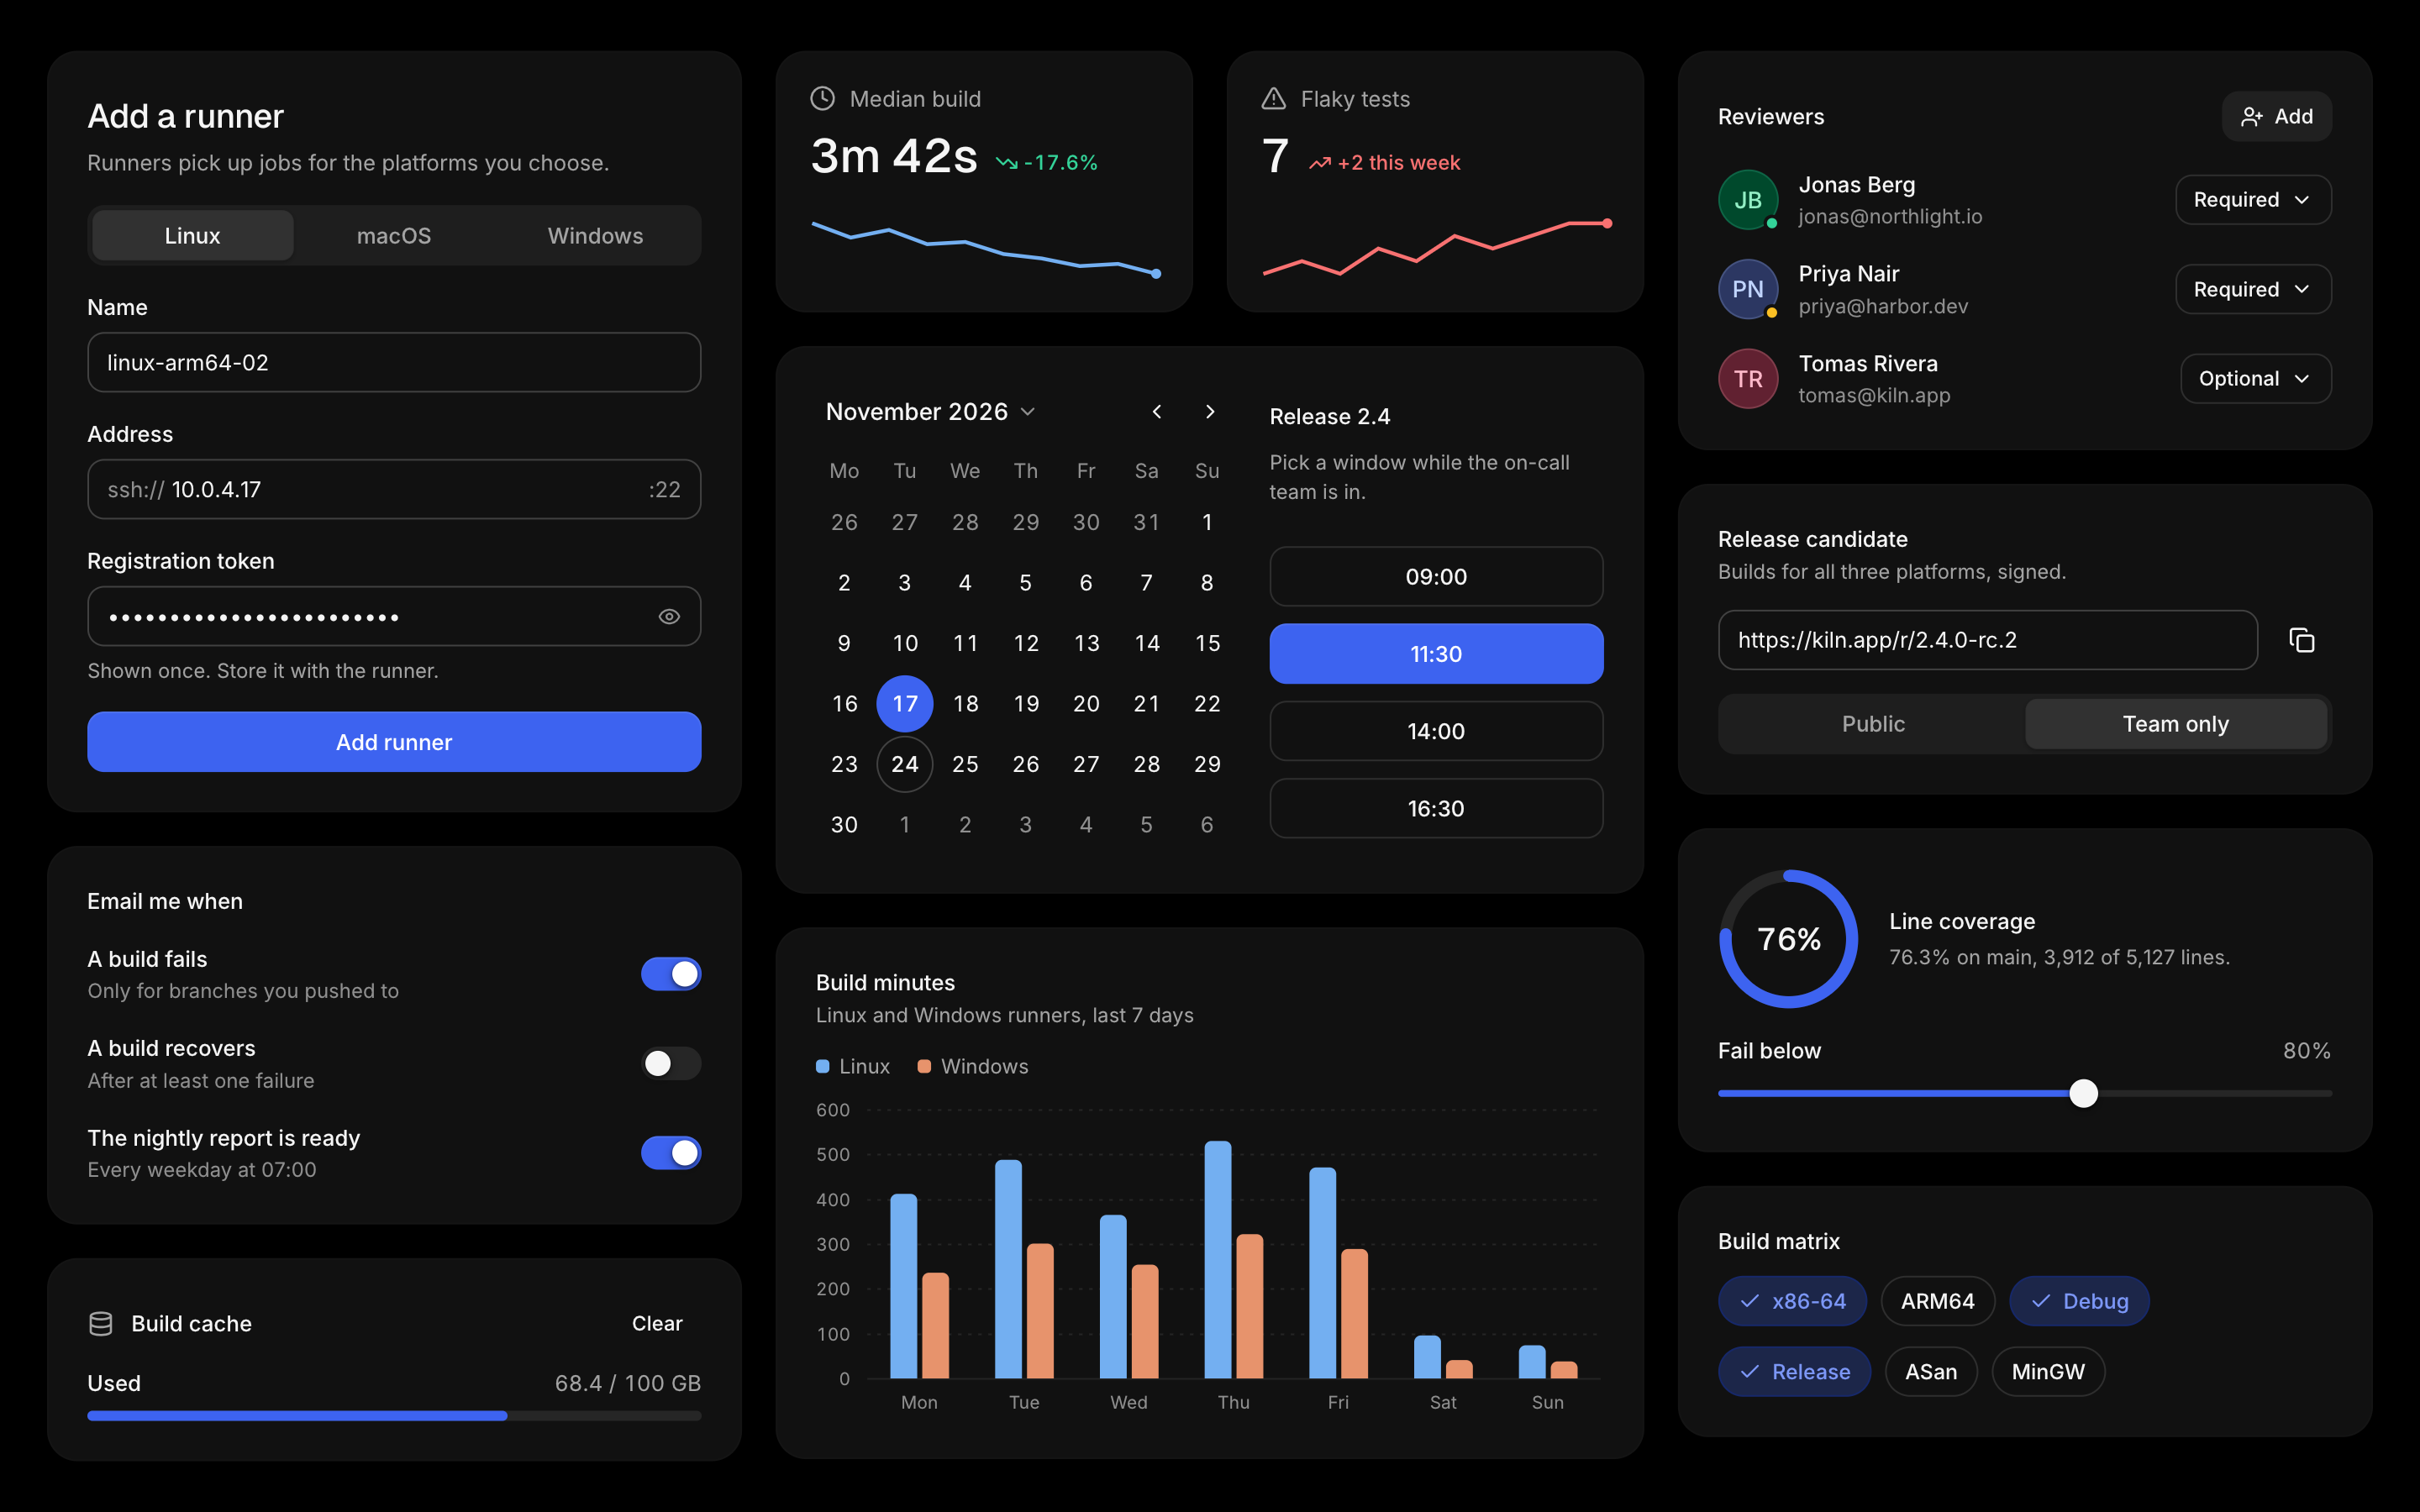 Add a runner
Runners pick up jobs for the platforms you choose.
Linux
macOS
Windows
Name
linux-arm64-02
Address
ssh:// 10.0.4.17
:22
Registration token
••••••••••••••••••••••••
Shown once. Store it with the runner.
Add runner
Email me when
A build fails
Only for branches you pushed to
A build recovers
After at least one failure
The nightly report is ready
Every weekday at 07:00
Build cache
Clear
Used
68.4 / 100 GB
Median build
3m 42s
-17.6%
Flaky tests
7
+2 this week
November 2026
Mo Tu We Th Fr Sa Su
26 27 28 29 30 31 1
2 3 4 5 6 7 8
9 10 11 12 13 14 15
16 17 18 19 20 21 22
23 24 25 26 27 28 29
30 1 2 3 4 5 6
Release 2.4
Pick a window while the on-call
team is in.
09:00
11:30
14:00
16:30
Build minutes
Linux and Windows runners, last 7 days
Linux
Windows
600
500
400
300
200
100
0
Mon Tue Wed Thu Fri Sat Sun
Reviewers
Add
JB
Jonas Berg
jonas@northlight.io
Required
PN
Priya Nair
priya@harbor.dev
Required
TR
Tomas Rivera
tomas@kiln.app
Optional
Release candidate
Builds for all three platforms, signed.
https://kiln.app/r/2.4.0-rc.2
Public
Team only
76%
Line coverage
76.3% on main, 3,912 of 5,127 lines.
Fail below
80%
Build matrix
x86-64
ARM64
Debug
Release
ASan
MinGW